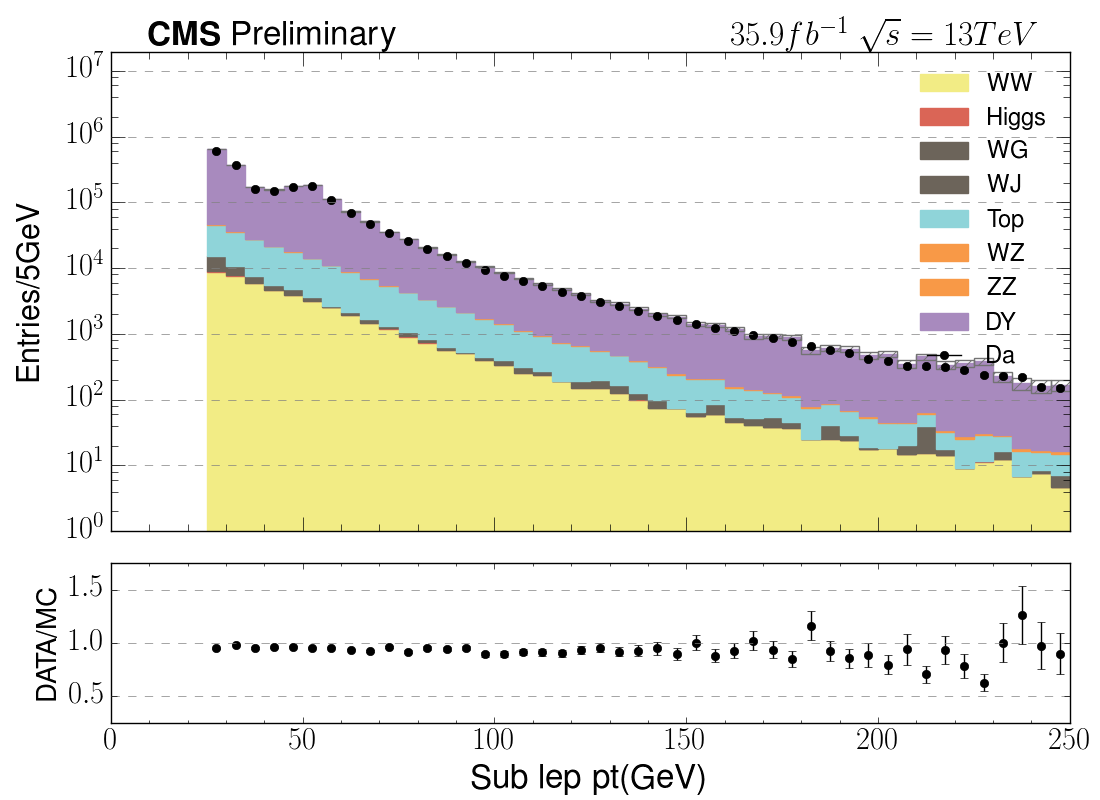 CMS Preliminary 35.9fb⁻¹ √s = 13TeV
Entries/5GeV
10⁷
10⁶
10⁵
10⁴
10³
10²
10¹
10⁰
WW
Higgs
WG
WJ
Top
WZ
ZZ
DY
Da
DATA/MC
1.5
1.0
0.5
0 50 100 150 200 250
Sub lep pt(GeV)